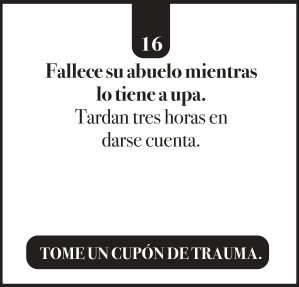 16
Fallece su abuelo mientras
lo tiene a upa.
Tardan tres horas en
darse cuenta.
TOME UN CUPÓN DE TRAUMA.